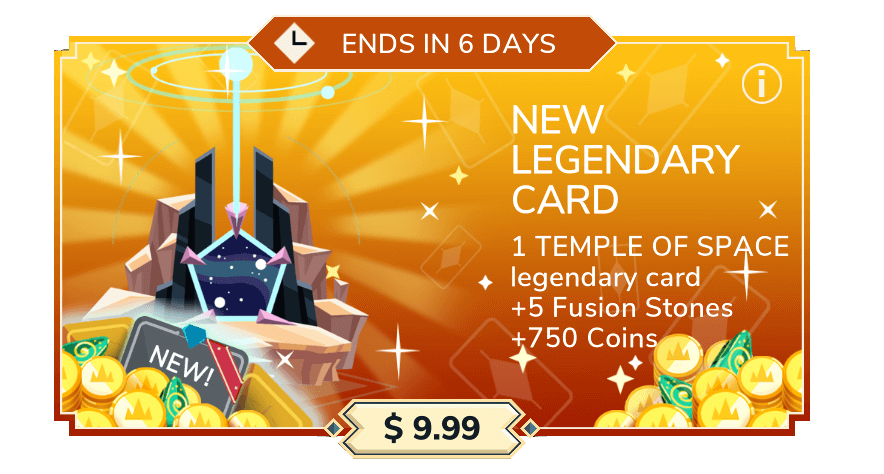 ENDS IN 6 DAYS
NEW
LEGENDARY
CARD
1 TEMPLE OF SPACE
legendary card
+5 Fusion Stones
+750 Coins
NEW!
$ 9.99